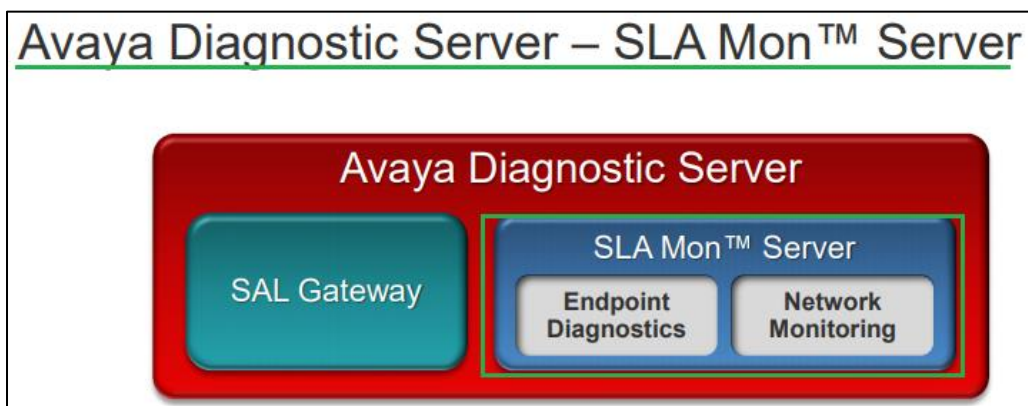 Avaya Diagnostic Server – SLA Mon™ Server
Avaya Diagnostic Server
SAL Gateway
SLA Mon™ Server
Endpoint
Diagnostics
Network
Monitoring